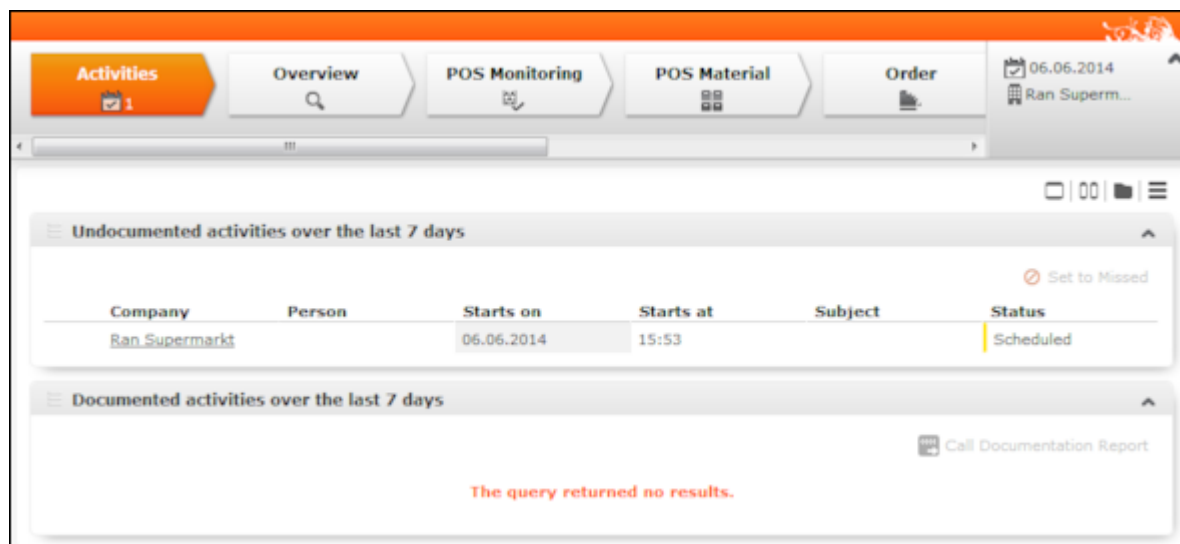 Activities
1
Overview
POS Monitoring
POS Material
Order
06.06.2014
Ran Superm...
Undocumented activities over the last 7 days
Set to Missed
Company Person Starts on Starts at Subject Status
Ran Supermarkt 06.06.2014 15:53 Scheduled
Documented activities over the last 7 days
Call Documentation Report
The query returned no results.